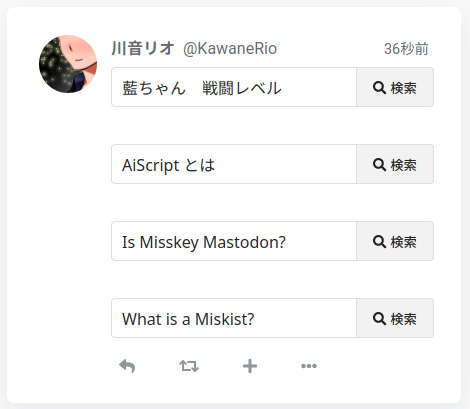 川音リオ @KawaneRio 36秒前
藍ちゃん　戦闘レベル 検索
AiScript とは 検索
Is Misskey Mastodon? 検索
What is a Miskist? 検索